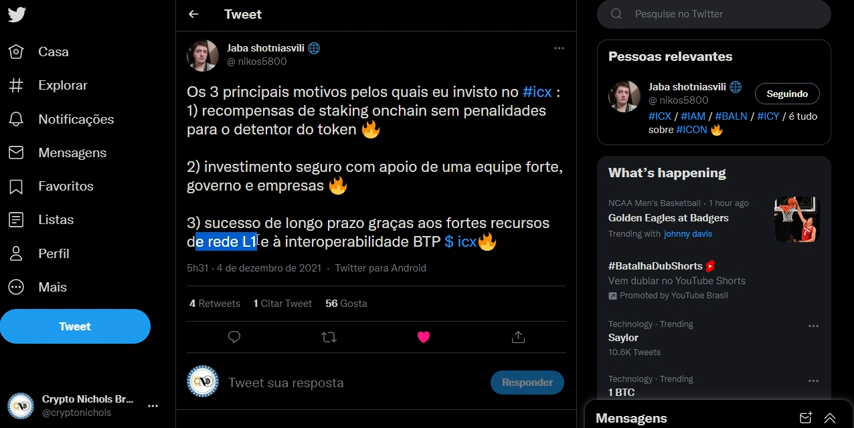 Casa
Explorar
Notificações
Mensagens
Favoritos
Listas
Perfil
Mais
Tweet
Crypto Nichols Br...
@cryptonichols
Tweet
Jaba shotniasvili
@ nikos5800
Os 3 principais motivos pelos quais eu invisto no #icx :
1) recompensas de staking onchain sem penalidades
para o detentor do token 🔥
2) investimento seguro com apoio de uma equipe forte,
governo e empresas 🔥
3) sucesso de longo prazo graças aos fortes recursos
de rede L1 e à interoperabilidade BTP $ icx🔥
5h31 · 4 de dezembro de 2021 · Twitter para Android
4 Retweets 1 Citar Tweet 56 Gosta
Tweet sua resposta
Responder
Pesquise no Twitter
Pessoas relevantes
Jaba shotniasvili
@ nikos5800
Seguindo
#ICX / #IAM / #BALN / #ICY / é tudo
sobre #ICON 🔥
What's happening
NCAA Men's Basketball · 1 hour ago
Golden Eagles at Badgers
Trending with johnny davis
#BatalhaDubShorts
Vem dublar no YouTube Shorts
Promoted by YouTube Brasil
Technology · Trending
Saylor
10.6K Tweets
Technology · Trending
1 BTC
Mensagens